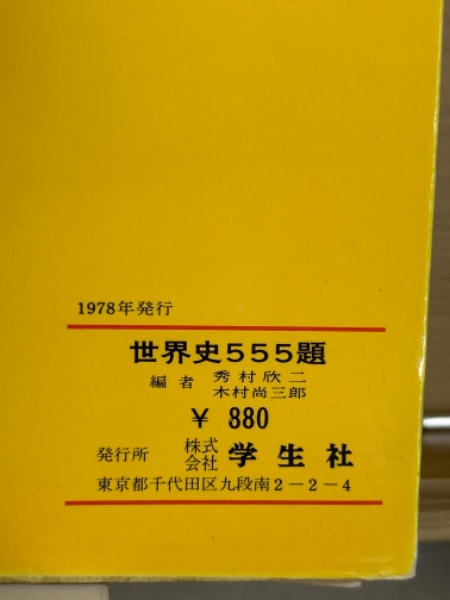 1978年発行
世界史555題
編者 秀村欣二
木村尚三郎
¥ 880
発行所 株式会社 学生社
東京都千代田区九段南2-2-4